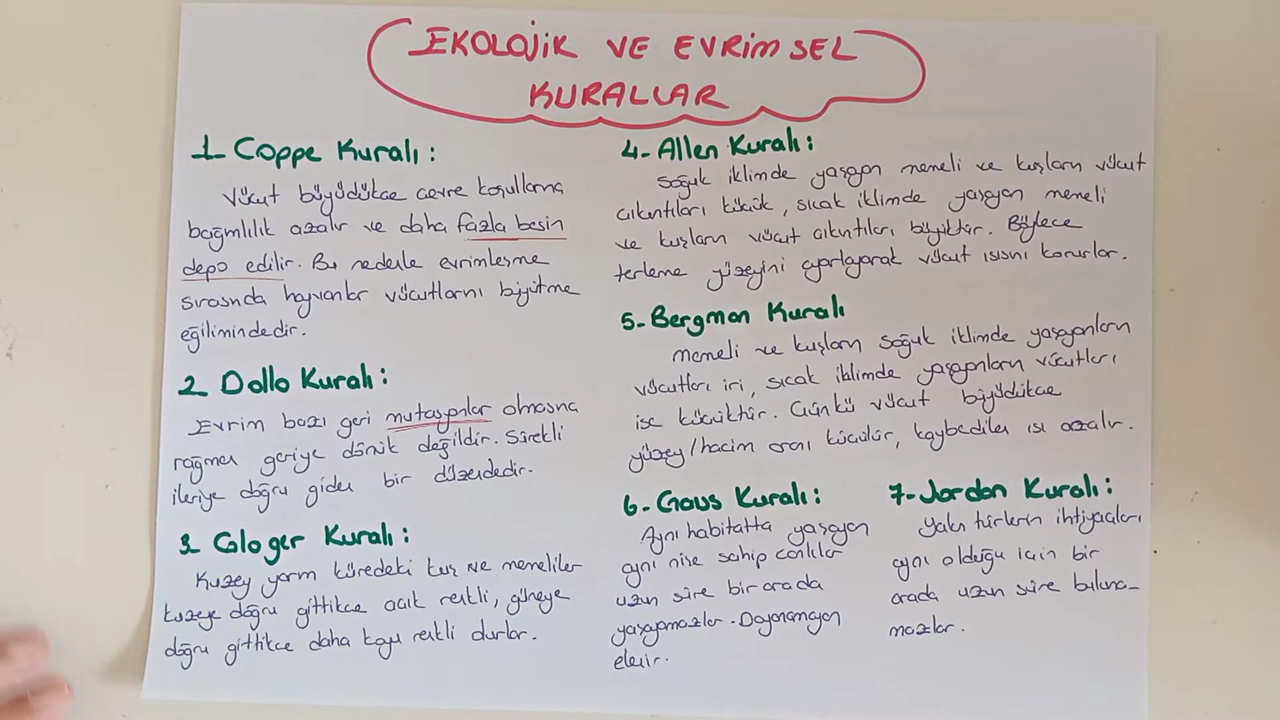 EKOLOJİK VE EVRİMSEL
KURALLAR
1- Coppe Kuralı:
Vücut büyüdükçe çevre koşullarına
bağımlılık azalır ve daha fazla besin
depo edilir. Bu nedenle evrimleşme
sırasında hayvanlar vücutlarını büyütme
eğilimindedir.
2- Dollo Kuralı:
Evrim bazı geri mutasyonlar olmasına
rağmen geriye dönük değildir. Sürekli
ileriye doğru giden bir düzendedir.
3- Gloger Kuralı:
Kuzey yarım küredeki kuş ve memeliler
kuzeye doğru gittikçe açık renkli, güneye
doğru gittikçe daha koyu renkli olurlar.
4- Allen Kuralı:
Soğuk iklimde yaşayan memeli ve kuşların vücut
çıkıntıları küçük, sıcak iklimde yaşayan memeli
ve kuşların vücut çıkıntıları büyüktür. Böylece
terleme yüzeyini ayarlayarak vücut ısısını korurlar.
5- Bergman Kuralı
Memeli ve kuşların soğuk iklimde yaşayanların
vücutları iri, sıcak iklimde yaşayanların vücutları
ise küçüktür. Çünkü vücut büyüdükçe
yüzey/hacim oranı küçülür, kaybedilen ısı azalır.
6- Gaus Kuralı:
Aynı habitatta yaşayan
aynı nişe sahip canlılar
uzun süre bir arada
yaşayamazlar. Dayanamayan
elenir.
7- Jordan Kuralı:
Yakın türlerin ihtiyaçları
aynı olduğu için bir
arada uzun süre buluna-
mazlar.